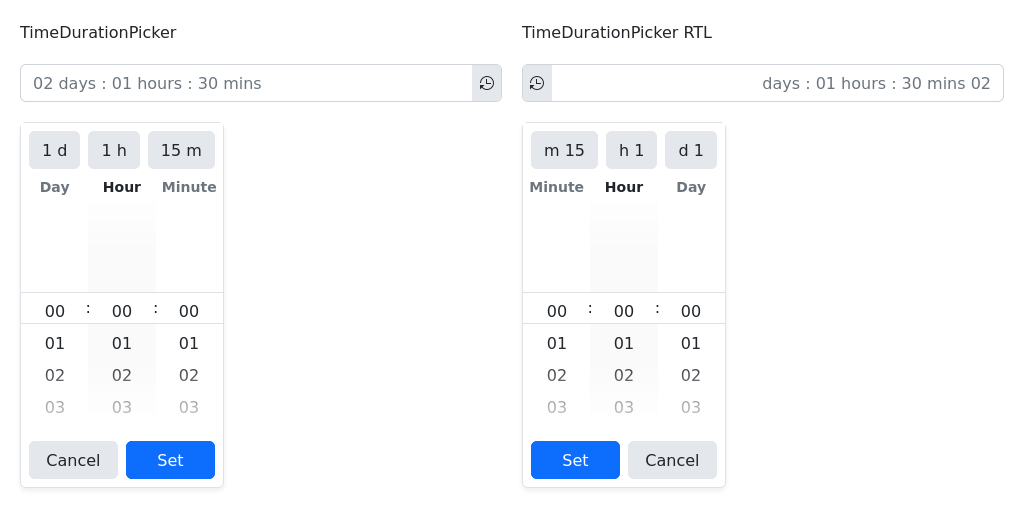 TimeDurationPicker
02 days : 01 hours : 30 mins
1 d 1 h 15 m
Day Hour Minute
00 : 00 : 00
01 01 01
02 02 02
03 03 03
Cancel Set
TimeDurationPicker RTL
days : 01 hours : 30 mins 02
m 15 h 1 d 1
Minute Hour Day
00 : 00 : 00
01 01 01
02 02 02
03 03 03
Set Cancel